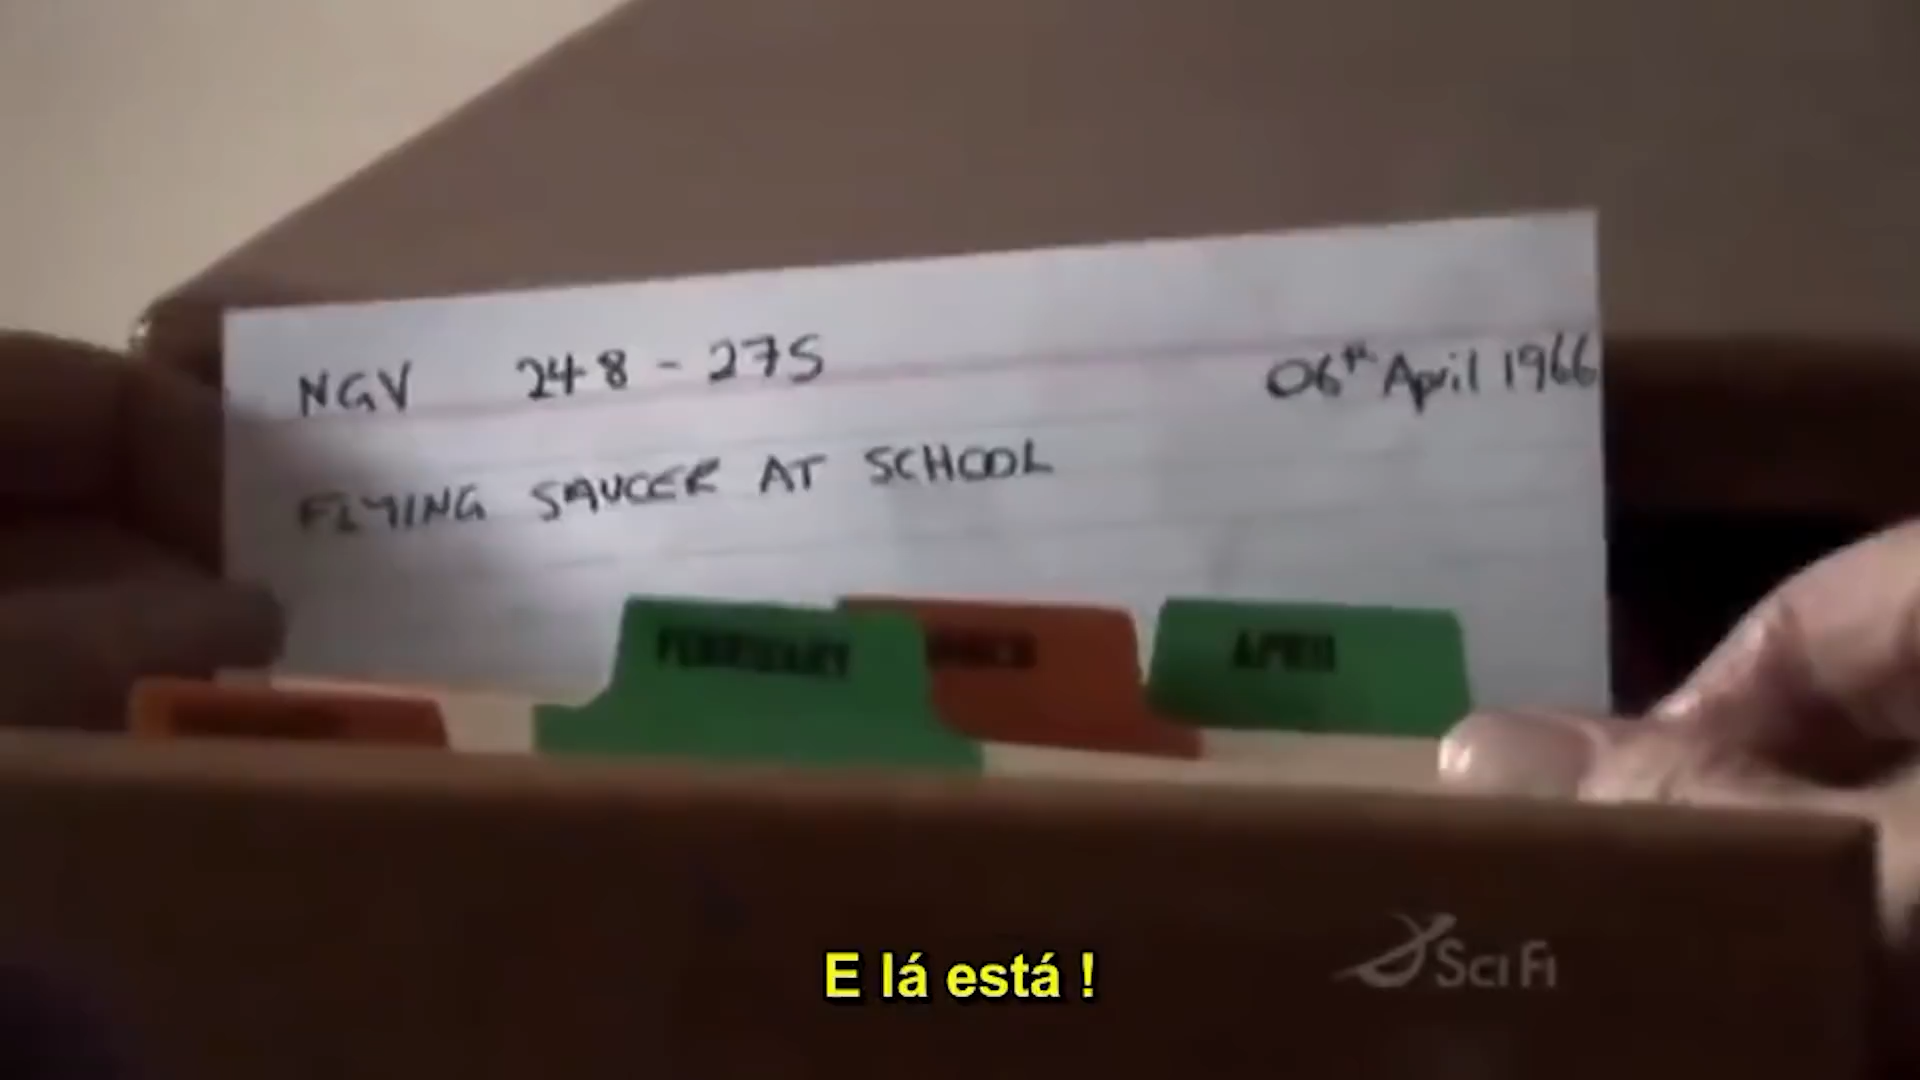 NGV 248 - 275 06th April 1966
FLYING SAUCER AT SCHOOL
FEBRUARY
APRIL
E lá está !
Sci Fi